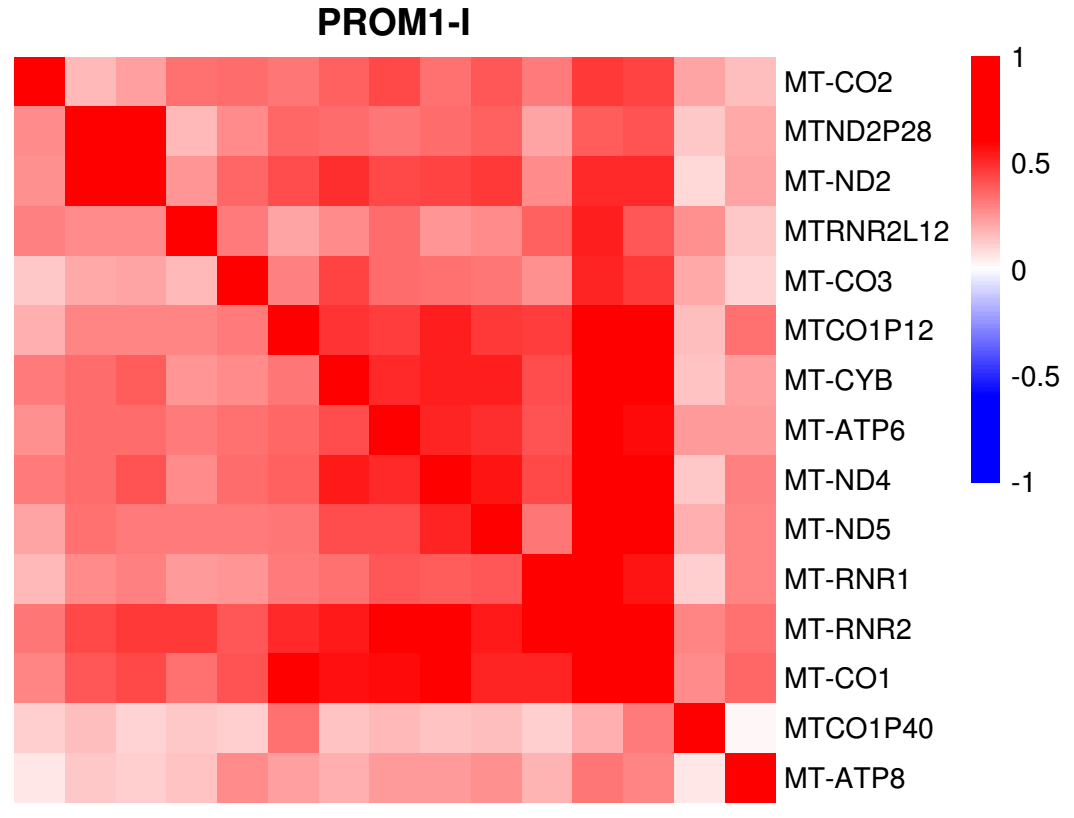 PROM1-I
MT-CO2
MTND2P28
MT-ND2
MTRNR2L12
MT-CO3
MTCO1P12
MT-CYB
MT-ATP6
MT-ND4
MT-ND5
MT-RNR1
MT-RNR2
MT-CO1
MTCO1P40
MT-ATP8
1
0.5
0
-0.5
-1